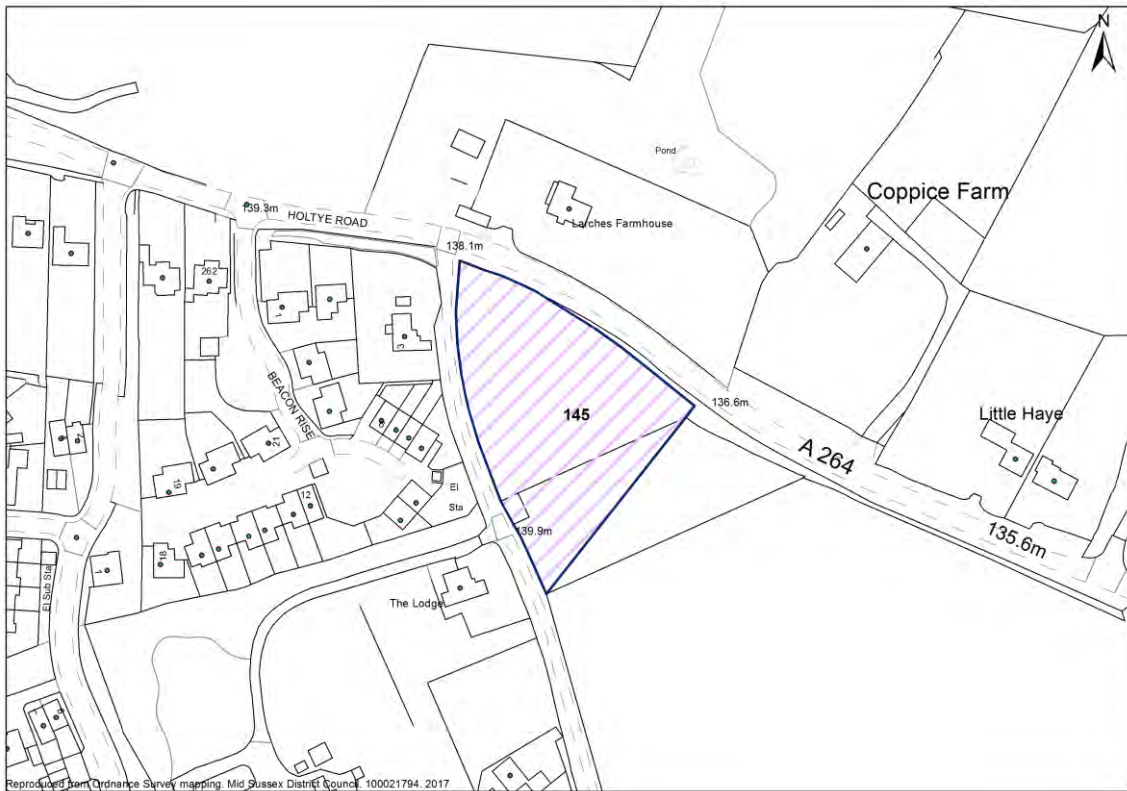 N
Pond
Coppice Farm
139.3m
HOLTYE ROAD
Larches Farmhouse
138.1m
262
1
3
BEACON RISE
145
136.6m
Little Haye
A 264
21
19
12
El
Sta
139.9m
135.6m
18
1
El Sub Sta
The Lodge
Reproduced from Ordnance Survey mapping. Mid Sussex District Council. 100021794. 2017